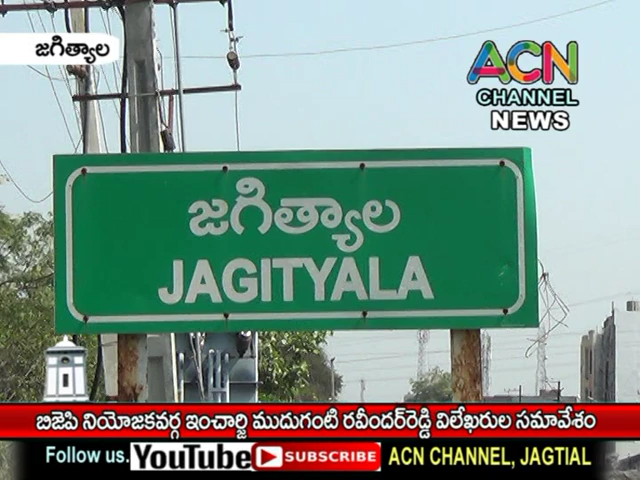 జగిత్యాల
ACN
CHANNEL
NEWS
జగిత్యాల
JAGITYALA
బిజెపి నియోజకవర్గ ఇంచార్జి ముదుగంటి రవీందర్‌రెడ్డి విలేఖరుల సమావేశం
Follow us. YouTube SUBSCRIBE ACN CHANNEL, JAGTIAL